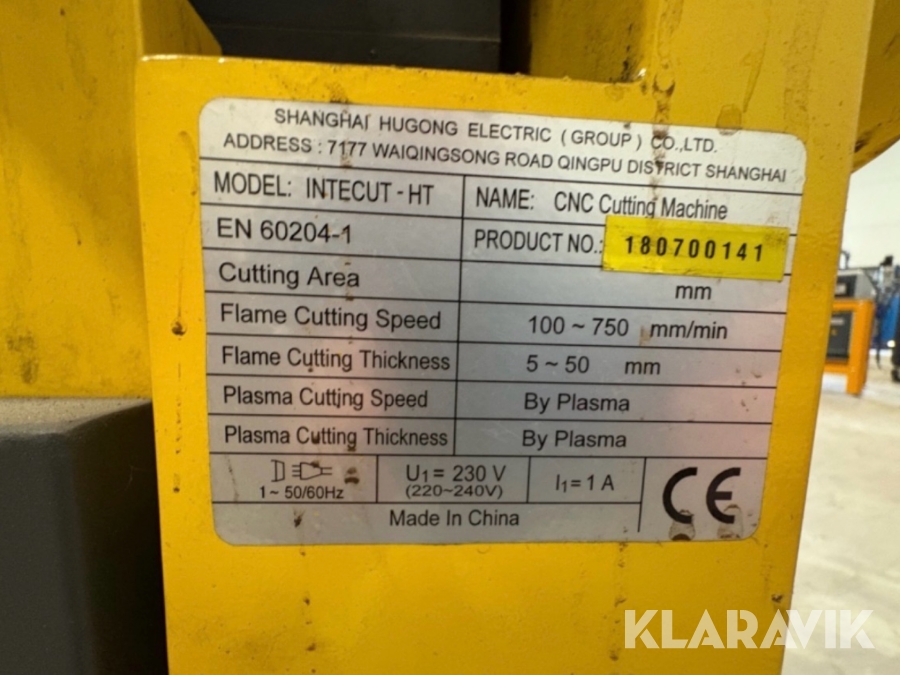 SHANGHAI HUGONG ELECTRIC (GROUP) CO.,LTD.
ADDRESS : 7177 WAIQINGSONG ROAD QINGPU DISTRICT SHANGHAI
MODEL: INTECUT - HT NAME: CNC Cutting Machine
EN 60204-1 PRODUCT NO.: 180700141
Cutting Area mm
Flame Cutting Speed 100 ~ 750 mm/min
Flame Cutting Thickness 5 ~ 50 mm
Plasma Cutting Speed By Plasma
Plasma Cutting Thickness By Plasma
1 ~ 50/60Hz U1 = 230 V (220~240V) I1 = 1 A CE
Made In China
KLARAVIK